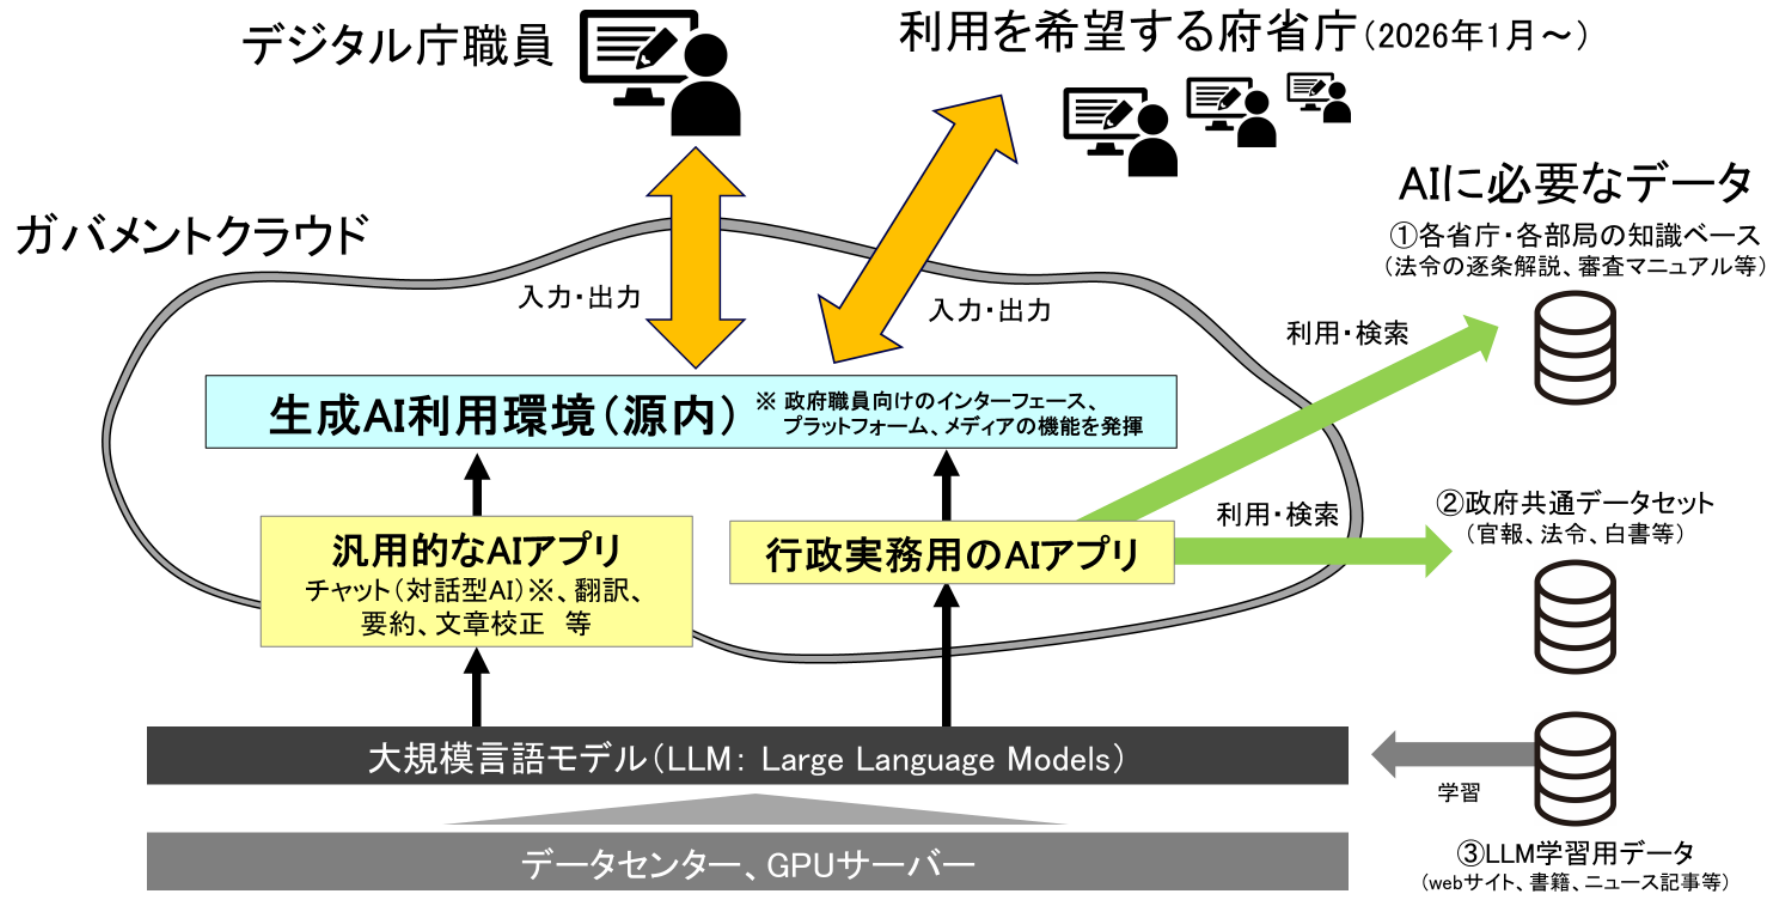 デジタル庁職員
利用を希望する府省庁(2026年1月～)
AIに必要なデータ
ガバメントクラウド
①各省庁・各部局の知識ベース
(法令の逐条解説、審査マニュアル等)
入力・出力
入力・出力
利用・検索
生成AI利用環境(源内)
※ 政府職員向けのインターフェース、
プラットフォーム、メディアの機能を発揮
②政府共通データセット
(官報、法令、白書等)
利用・検索
汎用的なAIアプリ
チャット(対話型AI)※、翻訳、
要約、文章校正 等
行政実務用のAIアプリ
大規模言語モデル(LLM: Large Language Models)
学習
データセンター、GPUサーバー
③LLM学習用データ
(webサイト、書籍、ニュース記事等)